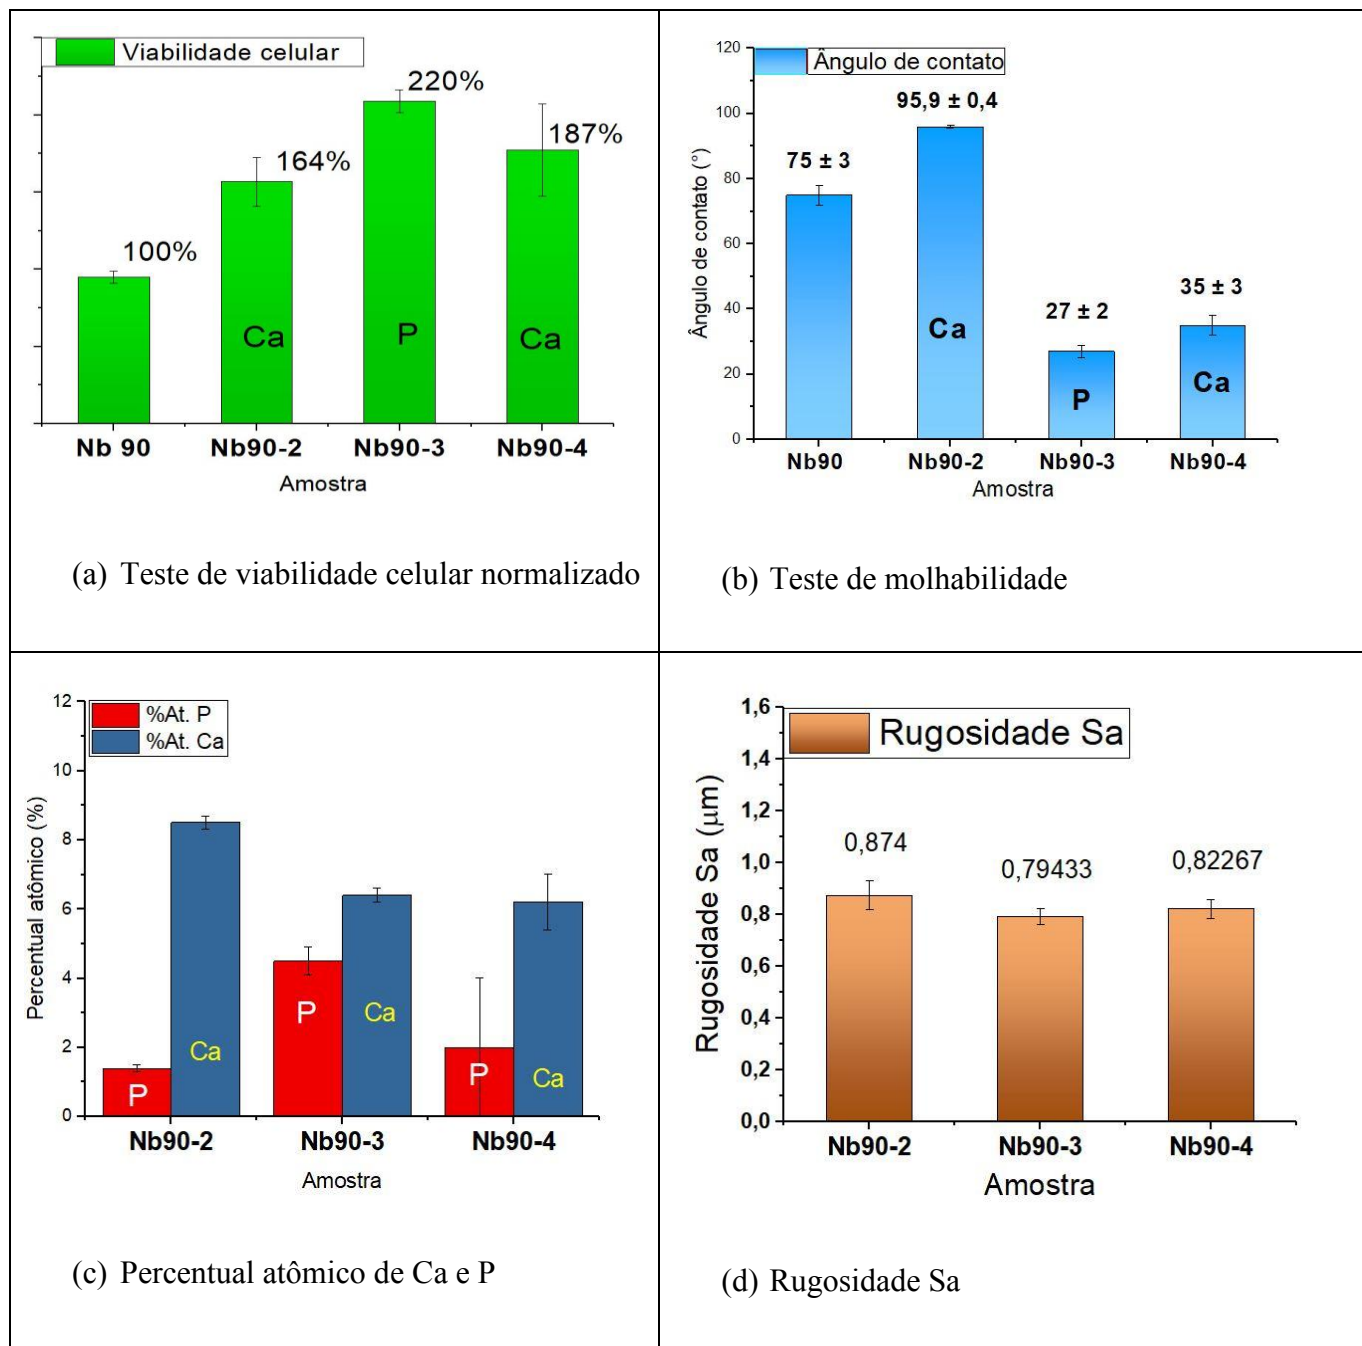 Viabilidade celular
220%
187%
164%
100%
Ca
P
Ca
Nb 90 Nb90-2 Nb90-3 Nb90-4
Amostra
(a) Teste de viabilidade celular normalizado
Ângulo de contato
120
100
80
60
40
20
0
Ângulo de contato (°)
75 ± 3
95,9 ± 0,4
27 ± 2
35 ± 3
Ca
P
Ca
Nb90 Nb90-2 Nb90-3 Nb90-4
Amostra
(b) Teste de molhabilidade
%At. P
%At. Ca
12
10
8
6
4
2
0
Percentual atômico (%)
P
Ca
P
Ca
P
Ca
Nb90-2 Nb90-3 Nb90-4
Amostra
(c) Percentual atômico de Ca e P
Rugosidade Sa
1,6
1,4
1,2
1,0
0,8
0,6
0,4
0,2
0,0
Rugosidade Sa (μm)
0,874
0,79433
0,82267
Nb90-2 Nb90-3 Nb90-4
Amostra
(d) Rugosidade Sa